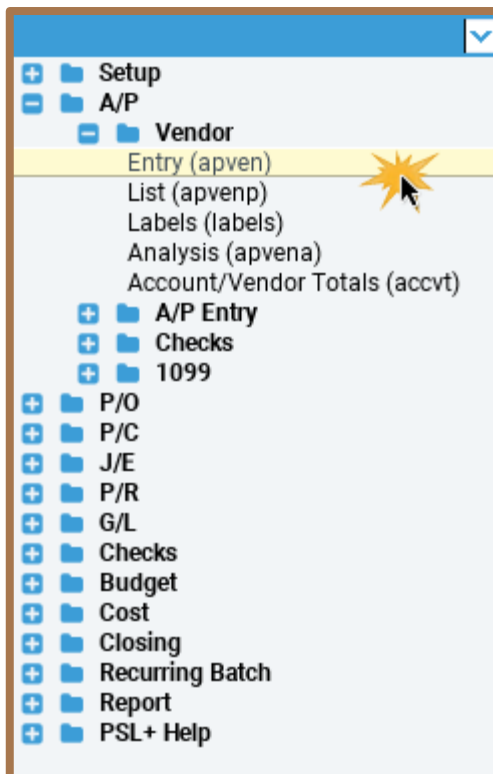 Setup
A/P
Vendor
Entry (apven)
List (apvenp)
Labels (labels)
Analysis (apvena)
Account/Vendor Totals (accvt)
A/P Entry
Checks
1099
P/O
P/C
J/E
P/R
G/L
Checks
Budget
Cost
Closing
Recurring Batch
Report
PSL+ Help